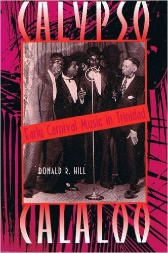 CALYPSO
Early Carnival Music in Trinidad
DONALD R. HILL
CALALOO